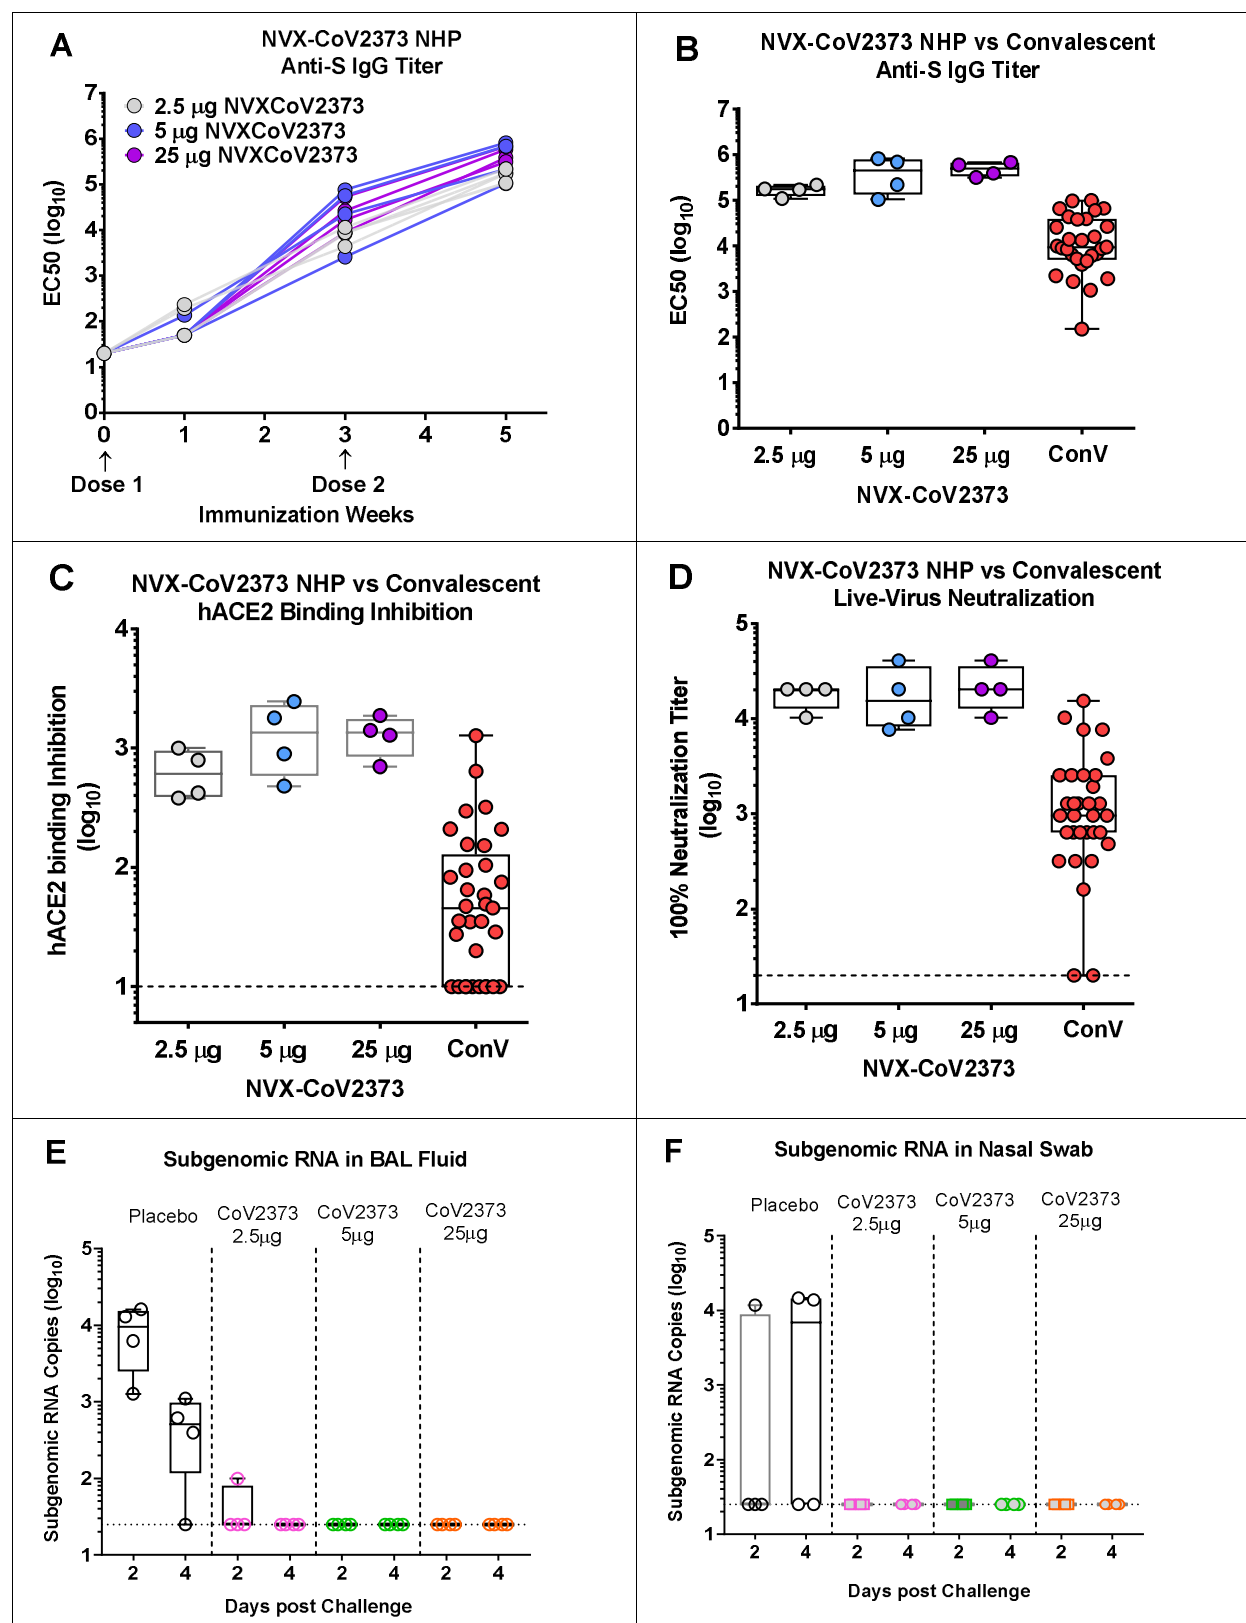 A
NVX-CoV2373 NHP
Anti-S IgG Titer
2.5 μg NVXCoV2373
5 μg NVXCoV2373
25 μg NVXCoV2373
EC50 (log10)
7
6
5
4
3
2
1
0
0 1 2 3 4 5
Dose 1 Dose 2
Immunization Weeks
B
NVX-CoV2373 NHP vs Convalescent
Anti-S IgG Titer
EC50 (log10)
7
6
5
4
3
2
1
0
2.5 μg 5 μg 25 μg ConV
NVX-CoV2373
C
NVX-CoV2373 NHP vs Convalescent
hACE2 Binding Inhibition
hACE2 binding Inhibition
(log10)
4
3
2
1
2.5 μg 5 μg 25 μg ConV
NVX-CoV2373
D
NVX-CoV2373 NHP vs Convalescent
Live-Virus Neutralization
100% Neutralization Titer
(log10)
5
4
3
2
1
2.5 μg 5 μg 25 μg ConV
NVX-CoV2373
E
Subgenomic RNA in BAL Fluid
Placebo
CoV2373
2.5μg
CoV2373
5μg
CoV2373
25μg
Subgenomic RNA Copies (log10)
5
4
3
2
1
2 4 2 4 2 4 2 4
Days post Challenge
F
Subgenomic RNA in Nasal Swab
Placebo
CoV2373
2.5μg
CoV2373
5μg
CoV2373
25μg
Subgenomic RNA Copies (log10)
5
4
3
2
1
2 4 2 4 2 4 2 4
Days post Challenge